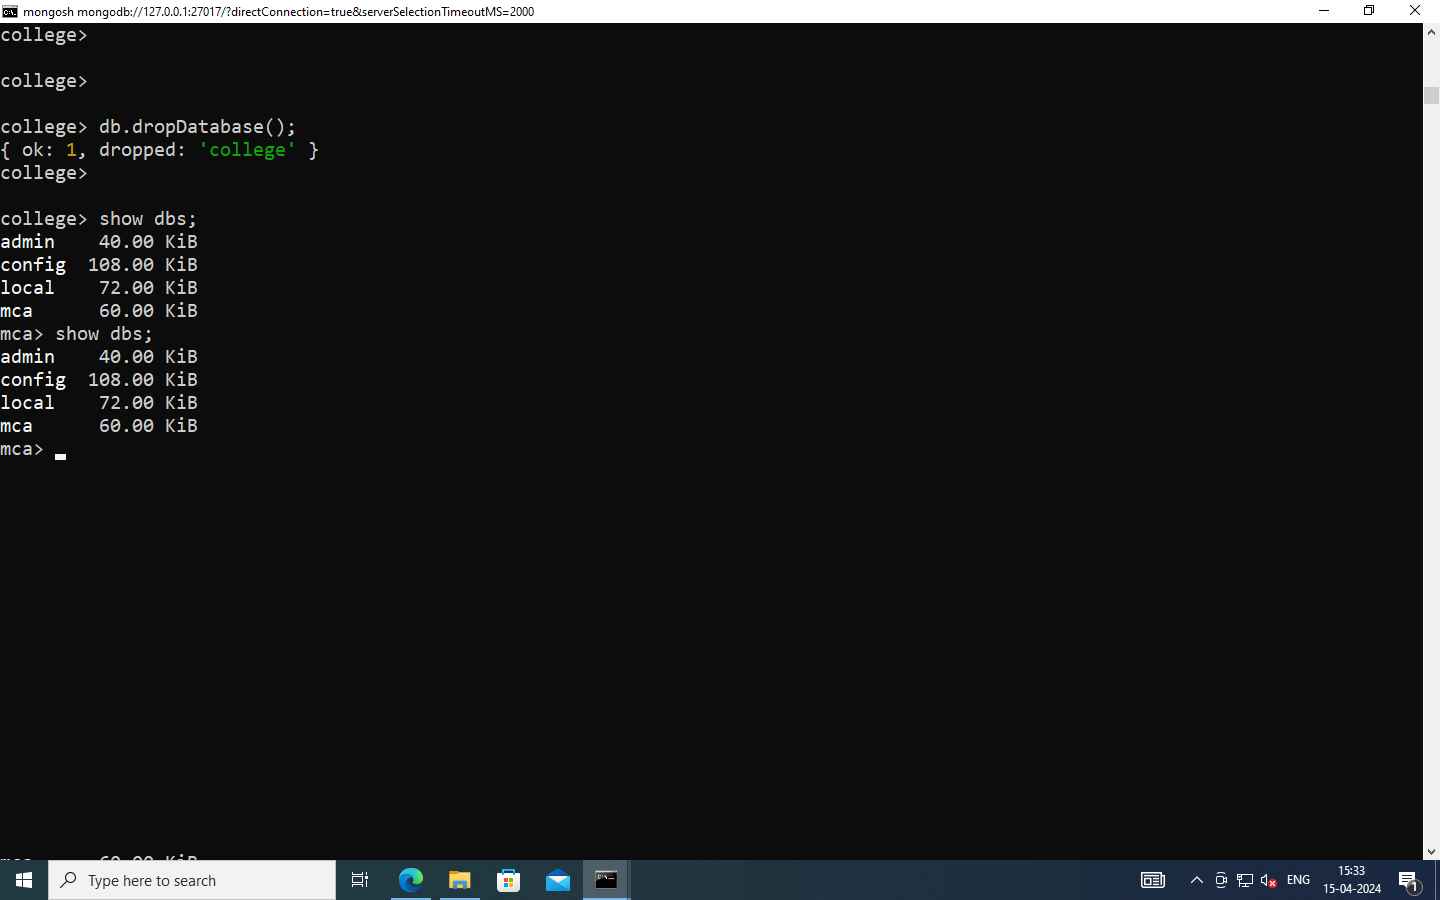 mongosh mongodb://127.0.0.1:27017/?directConnection=true&serverSelectionTimeoutMS=2000
college>
college>
college> db.dropDatabase();
{ ok: 1, dropped: 'college' }
college>
college> show dbs;
admin    40.00 KiB
config  108.00 KiB
local    72.00 KiB
mca      60.00 KiB
mca> show dbs;
admin    40.00 KiB
config  108.00 KiB
local    72.00 KiB
mca      60.00 KiB
mca>
Type here to search
ENG
15:33
15-04-2024
1